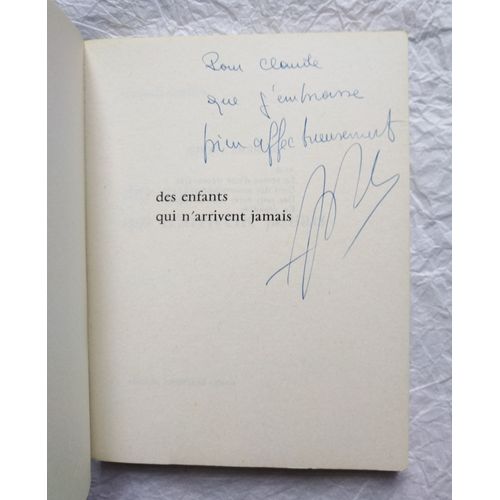 Pour Claude
que j'embrasse
bien affectueusement
des enfants
qui n'arrivent jamais